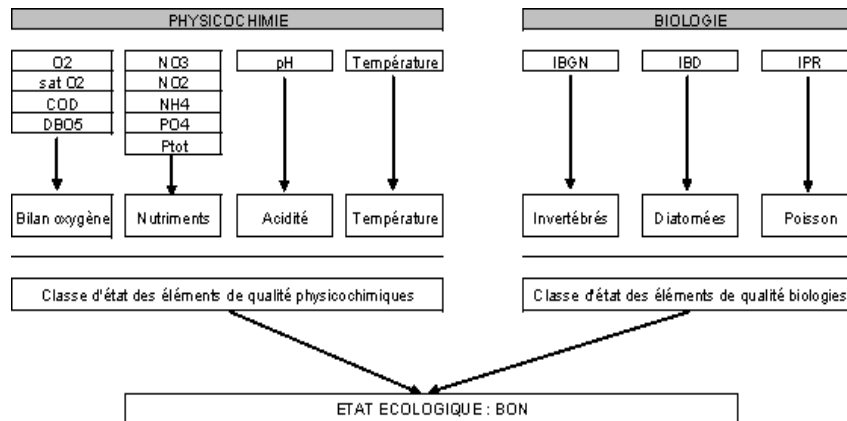 PHYSICOCHIMIE
BIOLOGIE
O2
sat O2
COD
DBO5
NO3
NO2
NH4
PO4
Ptot
pH
Température
IBGN
IBD
IPR
Bilan oxygène
Nutriments
Acidité
Température
Invertébrés
Diatomées
Poisson
Classe d'état des éléments de qualité physicochimiques
Classe d'état des éléments de qualité biologies
ETAT ECOLOGIQUE : BON